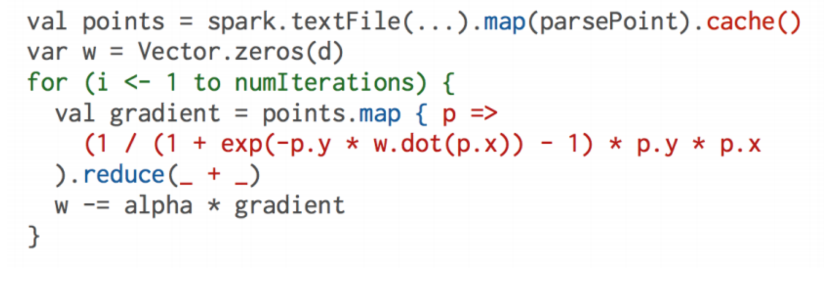 val points = spark.textFile(...).map(parsePoint).cache()
var w = Vector.zeros(d)
for (i <- 1 to numIterations) {
  val gradient = points.map { p =>
    (1 / (1 + exp(-p.y * w.dot(p.x)) - 1) * p.y * p.x
  ).reduce(_ + _)
  w -= alpha * gradient
}